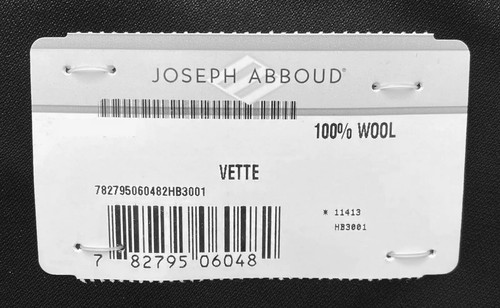 JOSEPH ABBOUD®
100% WOOL
VETTE
782795060482HB3001
* 11413
HB3001
7 82795 06048